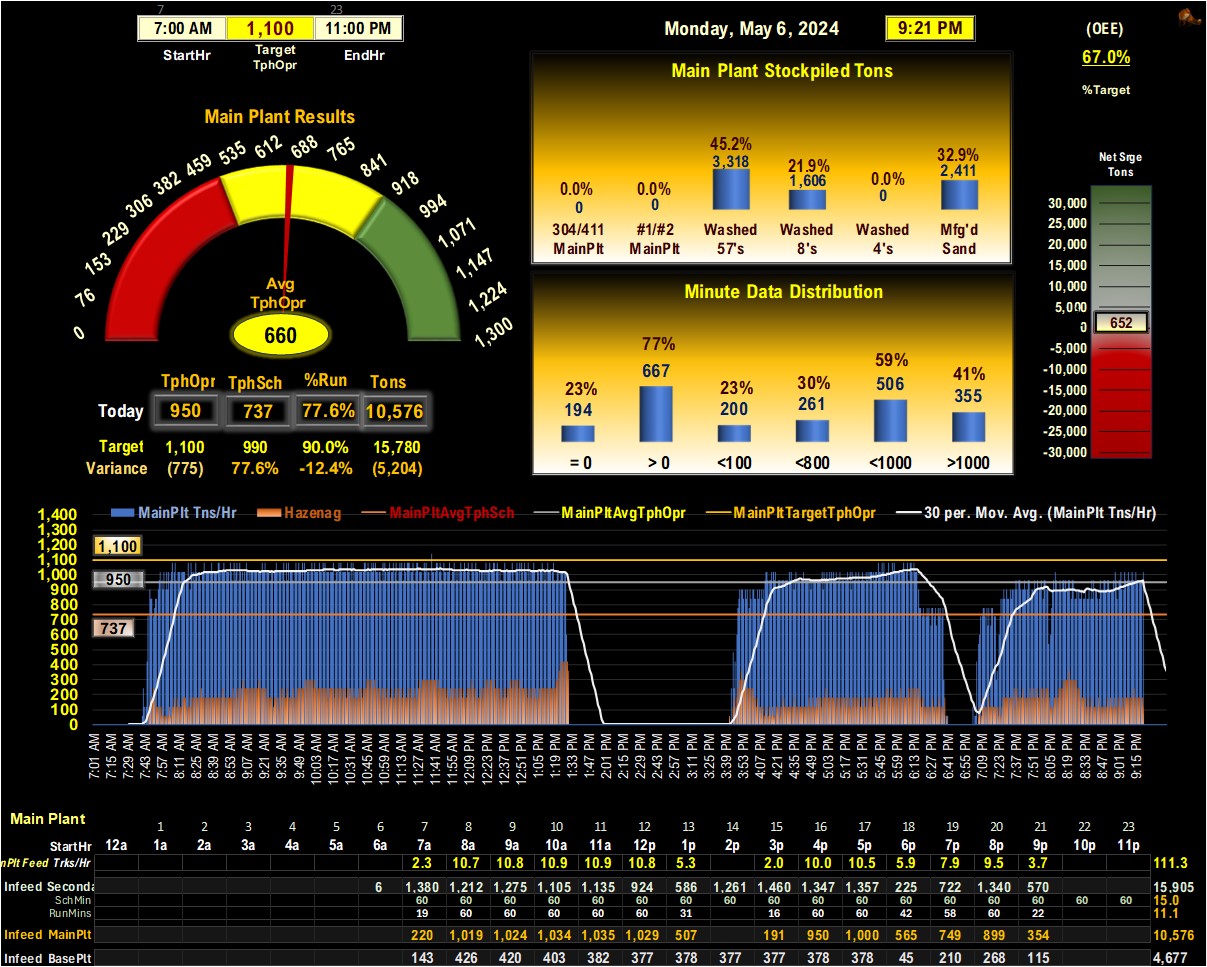 7 23
7:00 AM 1,100 11:00 PM
StartHr Target TphOpr EndHr
Monday, May 6, 2024 9:21 PM
(OEE)
67.0%
%Target
Main Plant Results
0 76 153 229 306 382 459 535 612 688 765 841 918 994 1,071 1,147 1,224 1,300
Avg
TphOpr
660
TphOpr TphSch %Run Tons
Today 950 737 77.6% 10,576
Target 1,100 990 90.0% 15,780
Variance (775) 77.6% -12.4% (5,204)
Main Plant Stockpiled Tons
0.0% 0.0% 45.2% 21.9% 0.0% 32.9%
0 0 3,318 1,606 0 2,411
304/411 #1/#2 Washed Washed Washed Mfg'd
MainPlt MainPlt 57's 8's 4's Sand
Minute Data Distribution
23% 77% 23% 30% 59% 41%
194 667 200 261 506 355
= 0 > 0 <100 <800 <1000 >1000
Net Srge
Tons
30,000
25,000
20,000
15,000
10,000
5,000
0
652
-5,000
-10,000
-15,000
-20,000
-25,000
-30,000
MainPlt Tns/Hr Hazenag MainPltAvgTphSch MainPltAvgTphOpr MainPltTargetTphOpr 30 per. Mov. Avg. (MainPlt Tns/Hr)
1,400
1,300
1,200
1,100
1,000
900
800
700
600
500
400
300
200
100
0
1,100
950
737
7:01 AM 7:15 AM 7:29 AM 7:43 AM 7:57 AM 8:11 AM 8:25 AM 8:39 AM 8:53 AM 9:07 AM 9:21 AM 9:35 AM 9:49 AM 10:03 AM 10:17 AM 10:31 AM 10:45 AM 10:59 AM 11:13 AM 11:27 AM 11:41 AM 11:55 AM 12:09 PM 12:23 PM 12:37 PM 12:51 PM 1:05 PM 1:19 PM 1:33 PM 1:47 PM 2:01 PM 2:15 PM 2:29 PM 2:43 PM 2:57 PM 3:11 PM 3:25 PM 3:39 PM 3:53 PM 4:07 PM 4:21 PM 4:35 PM 4:49 PM 5:03 PM 5:17 PM 5:31 PM 5:45 PM 5:59 PM 6:13 PM 6:27 PM 6:41 PM 6:55 PM 7:09 PM 7:23 PM 7:37 PM 7:51 PM 8:05 PM 8:19 PM 8:33 PM 8:47 PM 9:01 PM 9:15 PM
Main Plant
1 2 3 4 5 6 7 8 9 10 11 12 13 14 15 16 17 18 19 20 21 22 23
StartHr 12a 1a 2a 3a 4a 5a 6a 7a 8a 9a 10a 11a 12p 1p 2p 3p 4p 5p 6p 7p 8p 9p 10p 11p
nPlt Feed Trks/Hr 2.3 10.7 10.8 10.9 10.9 10.8 5.3 2.0 10.0 10.5 5.9 7.9 9.5 3.7 111.3
Infeed Seconda 6 1,380 1,212 1,275 1,105 1,135 924 586 1,261 1,460 1,347 1,357 225 722 1,340 570 15,905
SchMin 60 60 60 60 60 60 60 60 60 60 60 60 60 60 60 60 60 15.0
RunMins 19 60 60 60 60 60 31 16 60 60 42 58 60 22 11.1
Infeed MainPlt 220 1,019 1,024 1,034 1,035 1,029 507 191 950 1,000 565 749 899 354 10,576
Infeed BasePlt 143 426 420 403 382 377 378 377 377 378 378 45 210 268 115 4,677